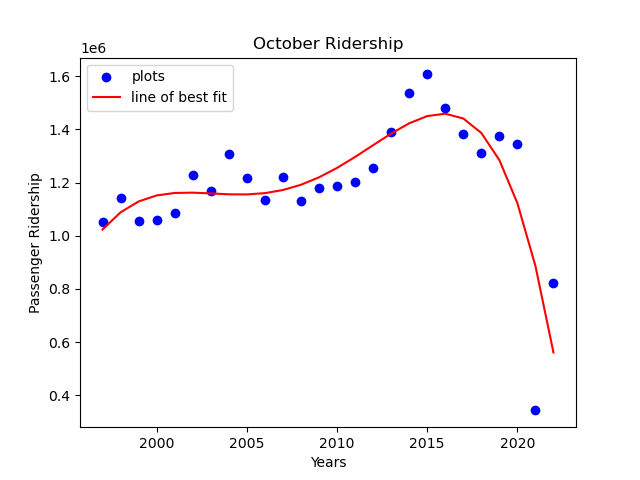 October Ridership
1e6
plots
line of best fit
1.6
1.4
1.2
1.0
0.8
0.6
0.4
Passenger Ridership
2000 2005 2010 2015 2020
Years